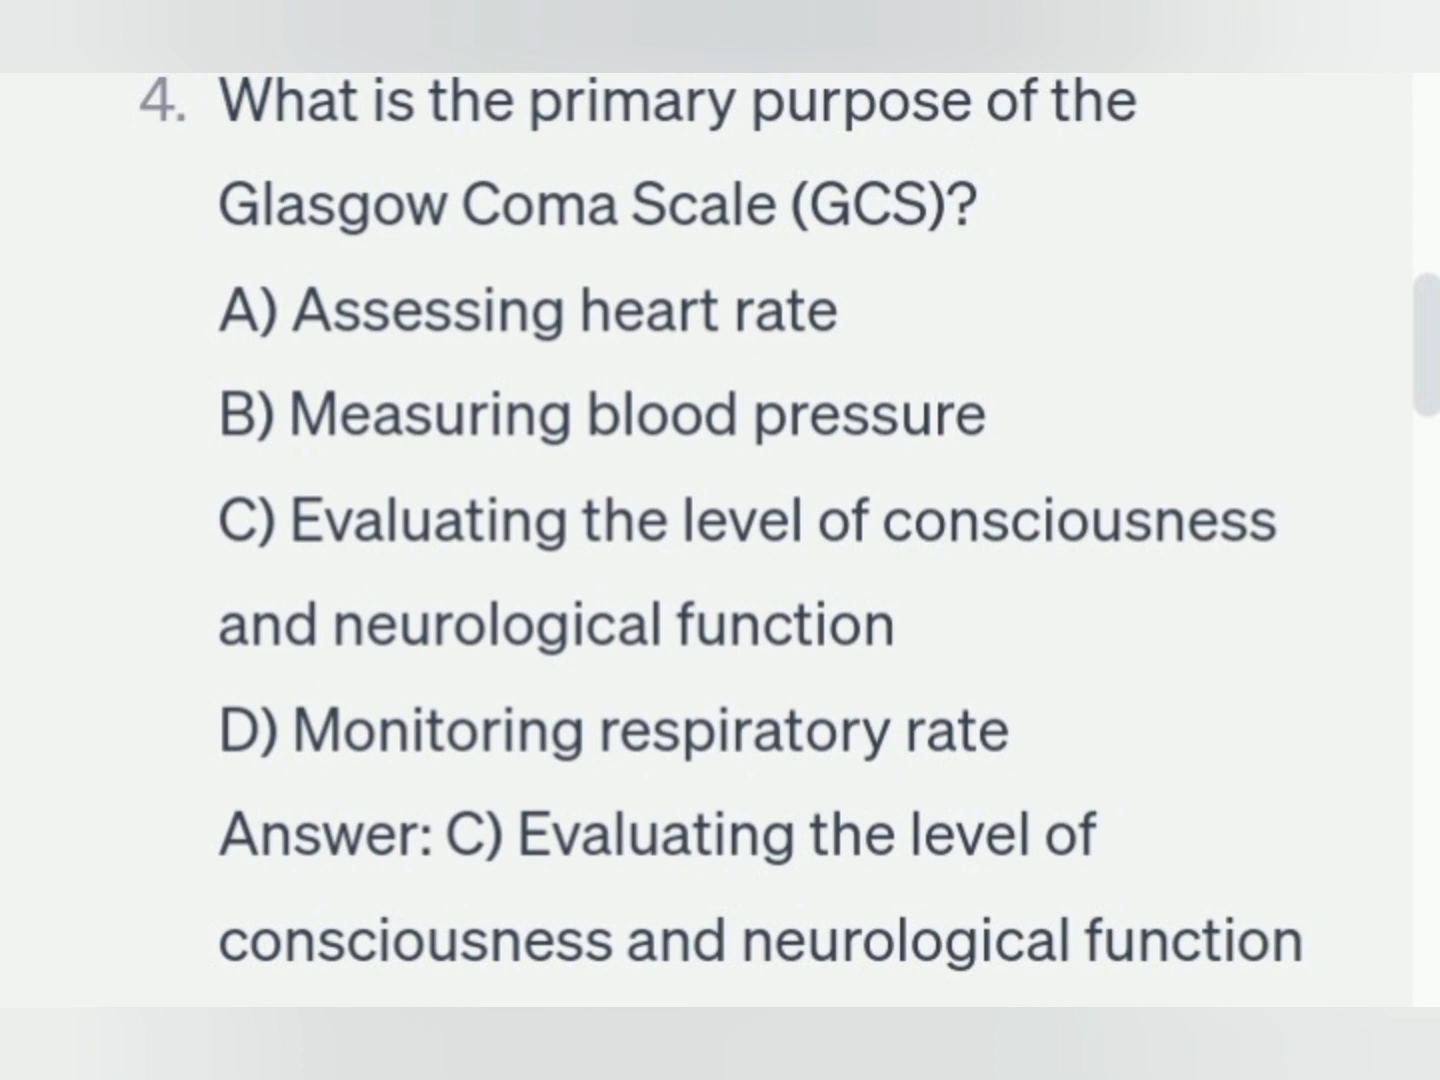 4. What is the primary purpose of the
Glasgow Coma Scale (GCS)?
A) Assessing heart rate
B) Measuring blood pressure
C) Evaluating the level of consciousness
and neurological function
D) Monitoring respiratory rate
Answer: C) Evaluating the level of
consciousness and neurological function